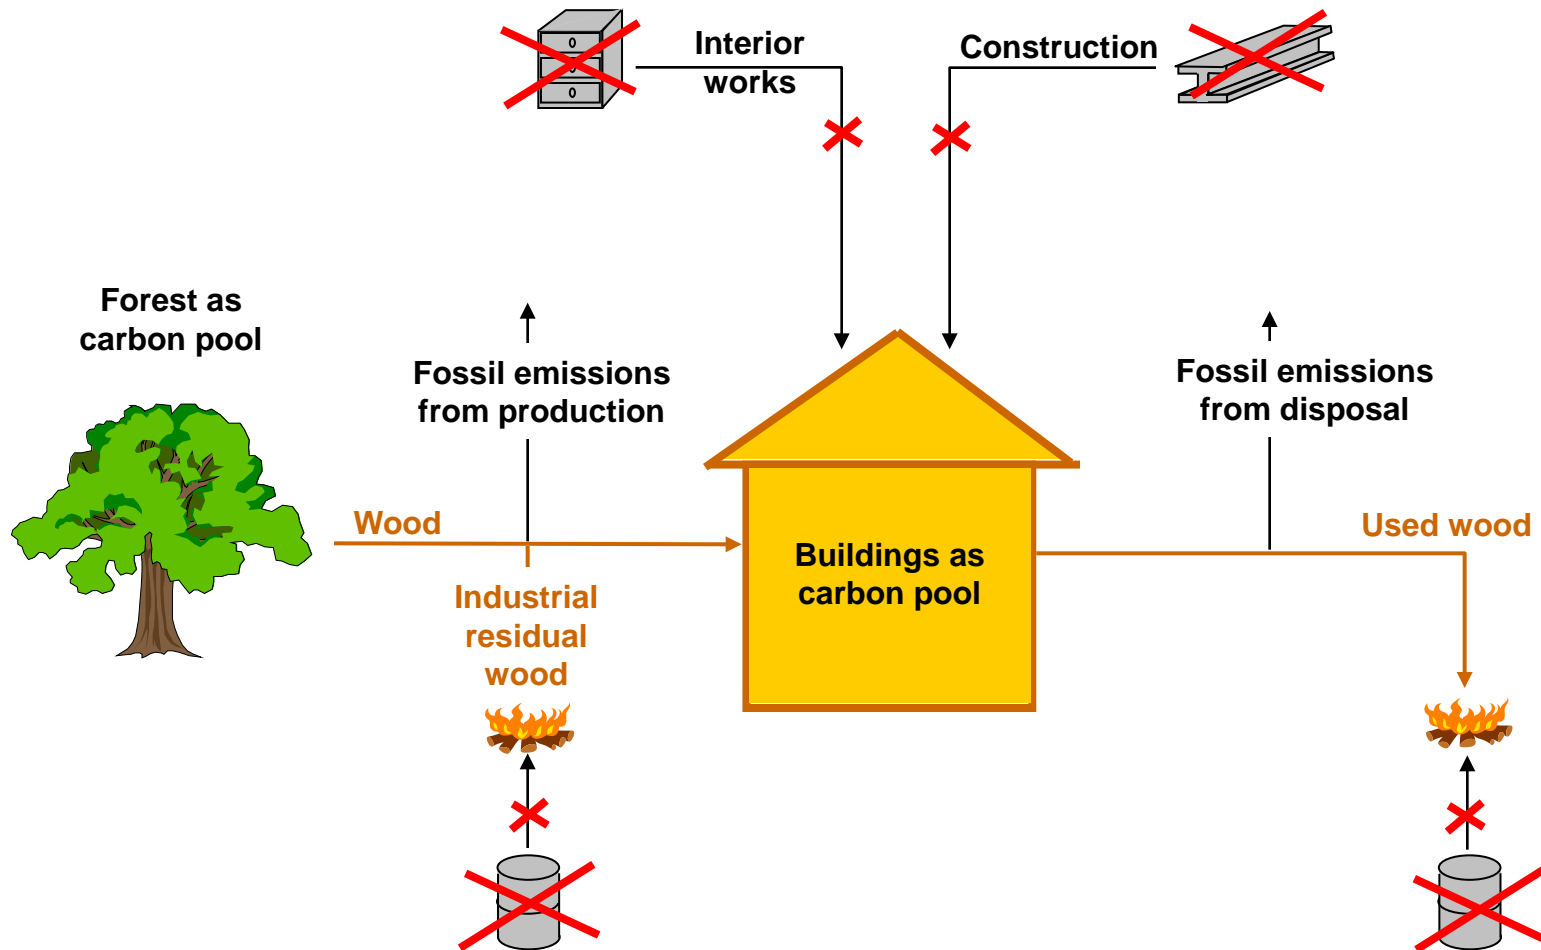 Interior
works
Construction
Forest as
carbon pool
Fossil emissions
from production
Fossil emissions
from disposal
Wood
Used wood
Buildings as
carbon pool
Industrial
residual
wood